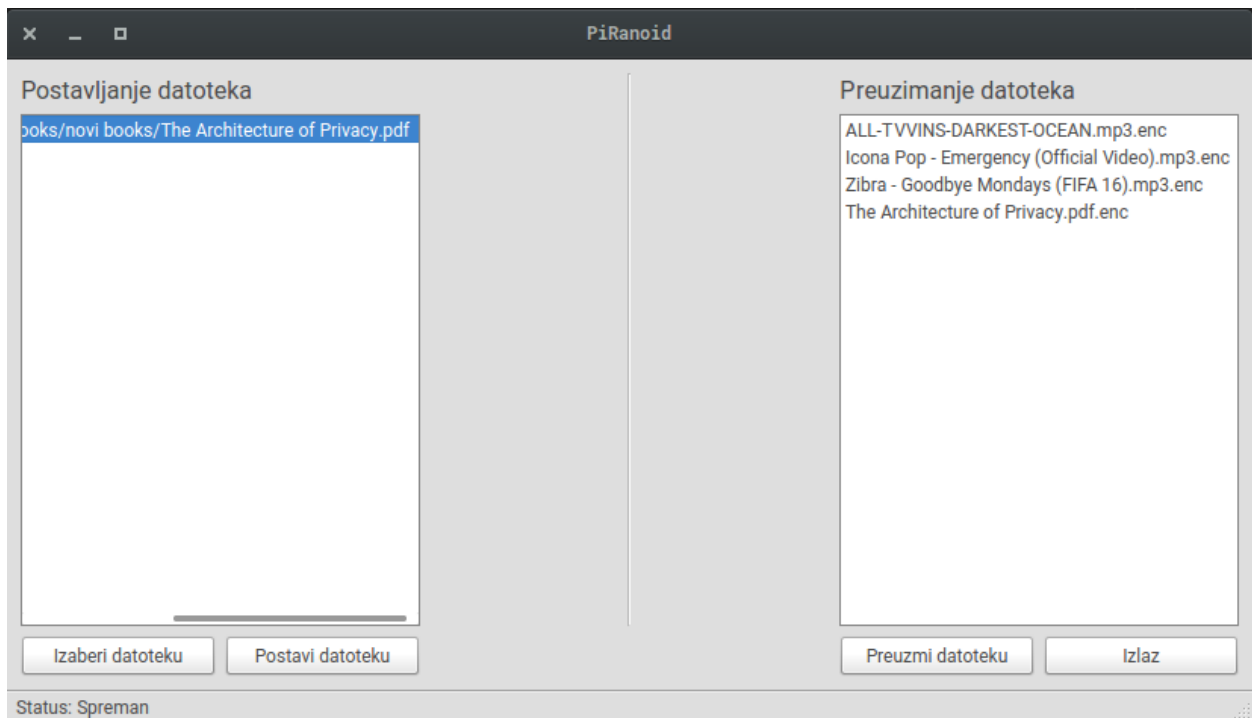 PiRanoid
Postavljanje datoteka
books/novi books/The Architecture of Privacy.pdf
Izaberi datoteku
Postavi datoteku
Preuzimanje datoteka
ALL-TVVINS-DARKEST-OCEAN.mp3.enc
Icona Pop - Emergency (Official Video).mp3.enc
Zibra - Goodbye Mondays (FIFA 16).mp3.enc
The Architecture of Privacy.pdf.enc
Preuzmi datoteku
Izlaz
Status: Spreman